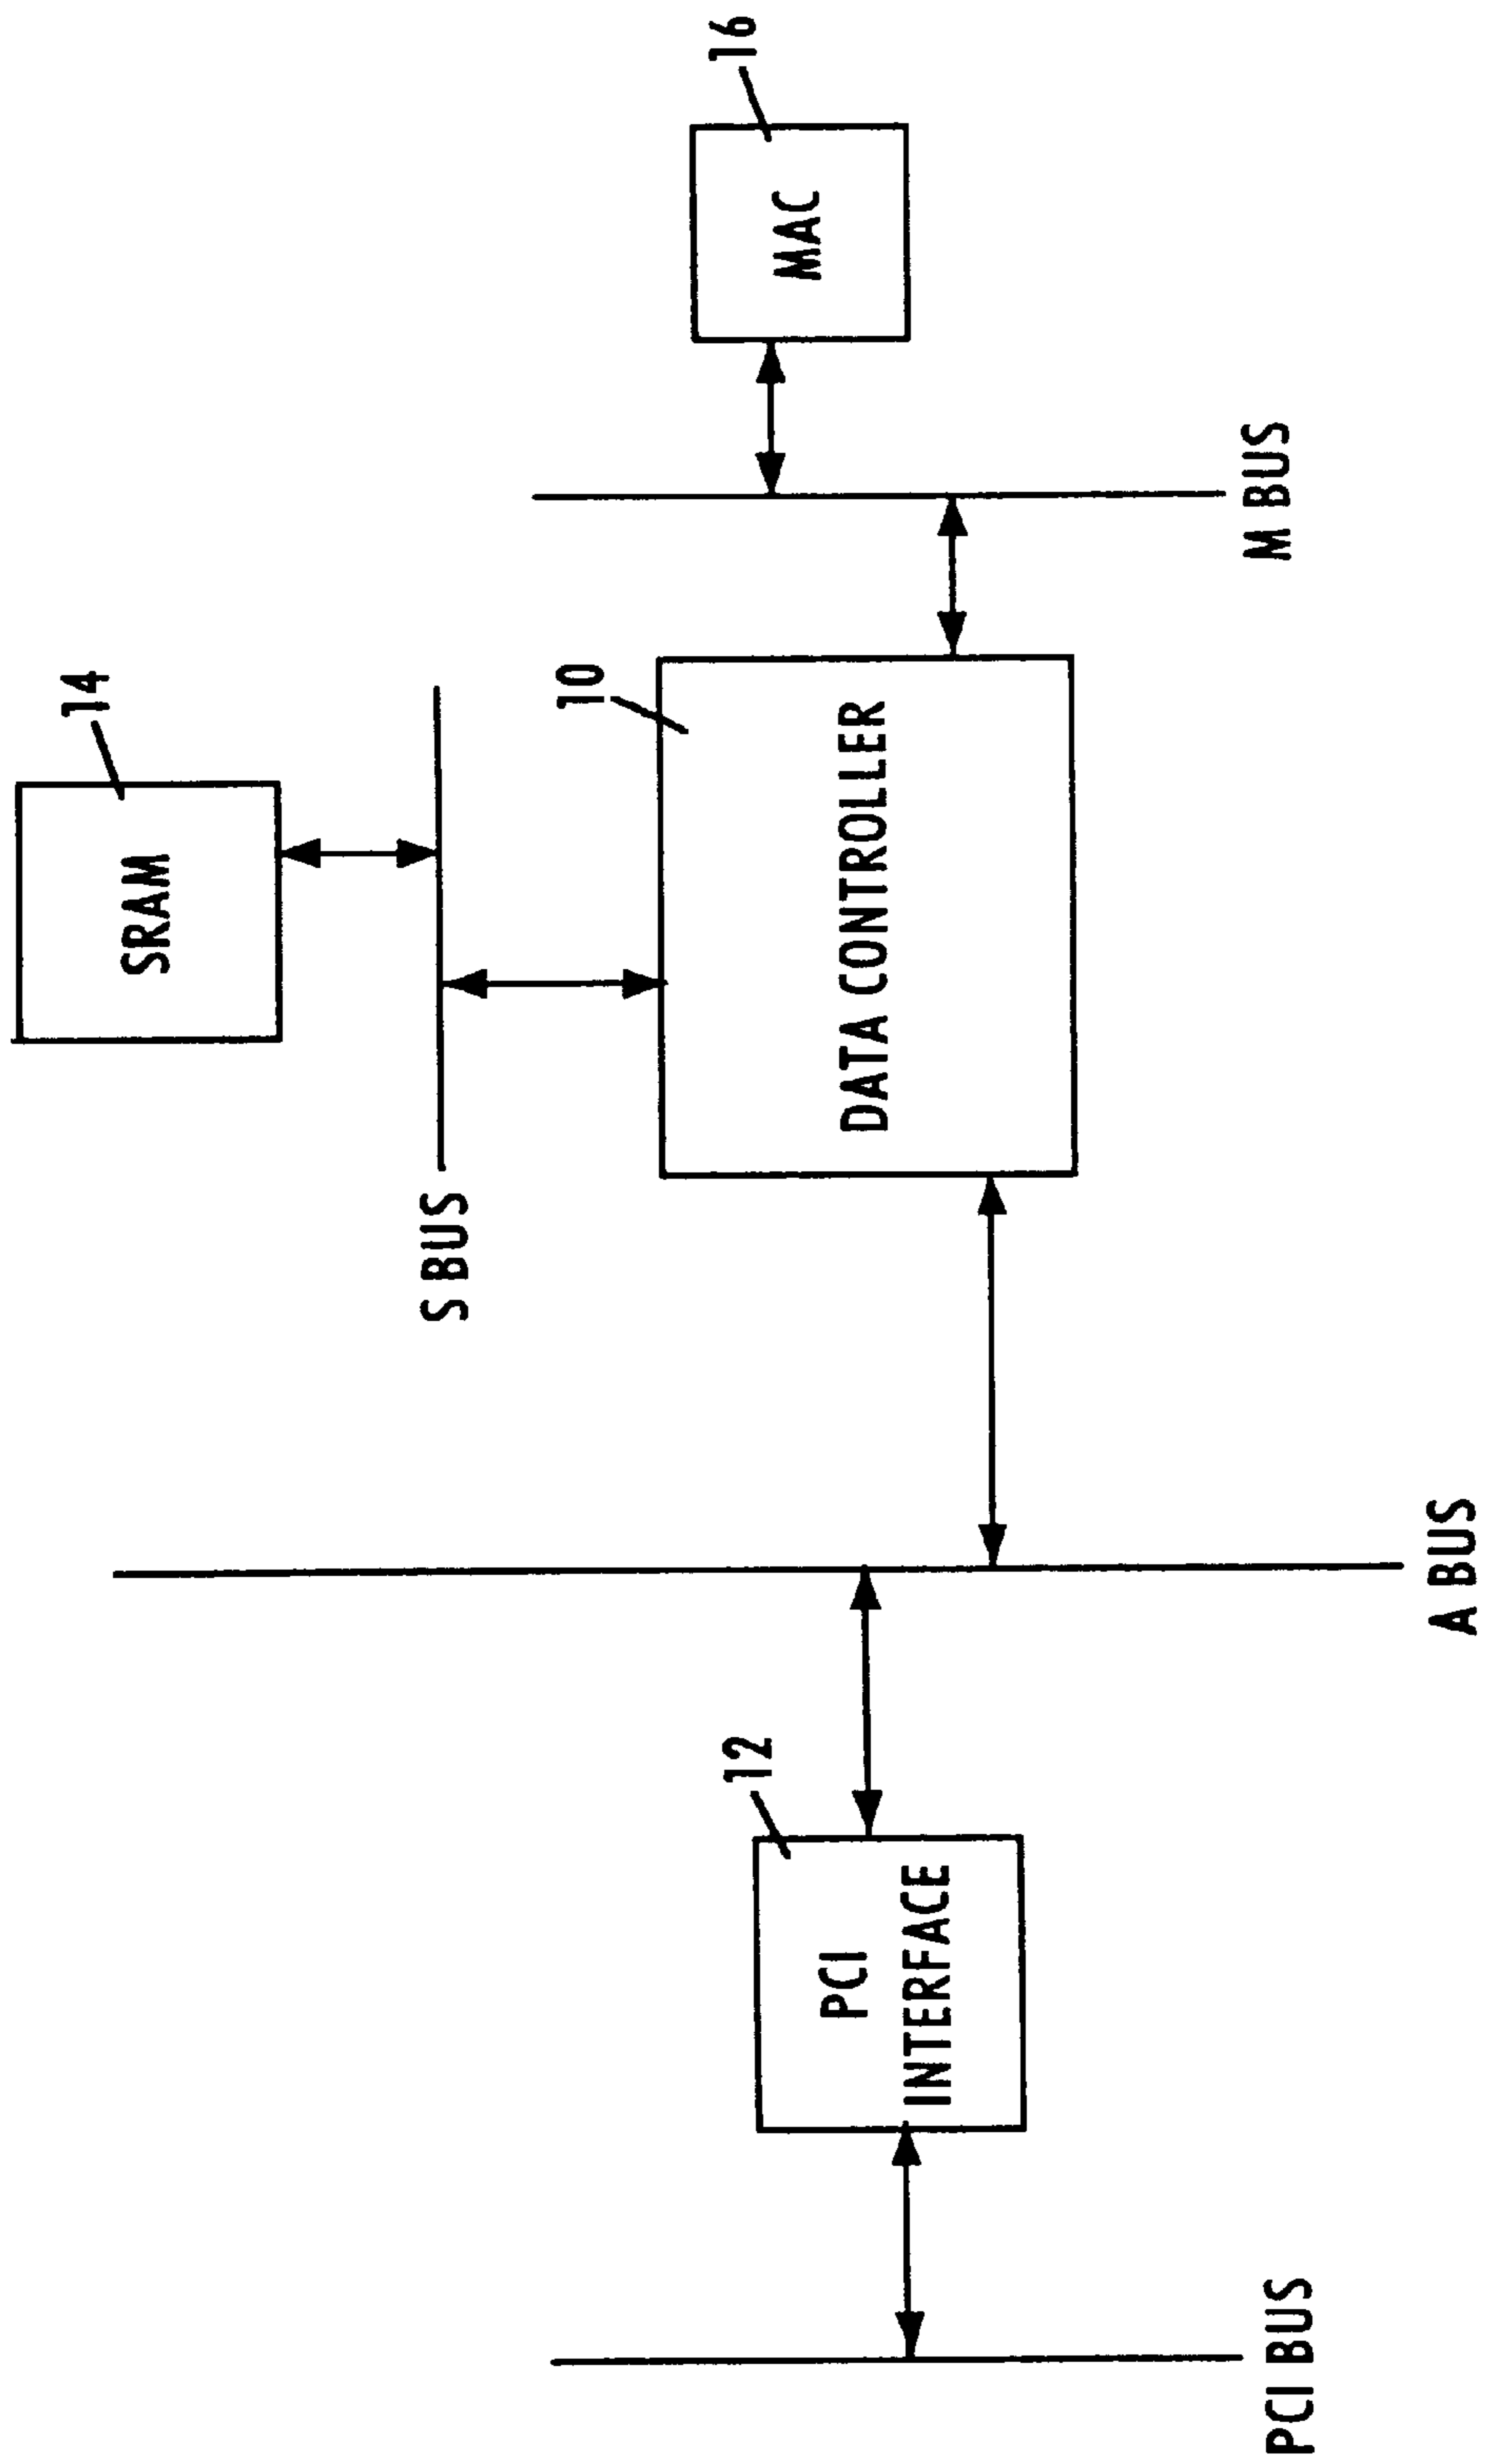 14
SRAM
S BUS
10
DATA CONTROLLER
16
MAC
M BUS
12
PCI
INTERFACE
A BUS
PCI BUS